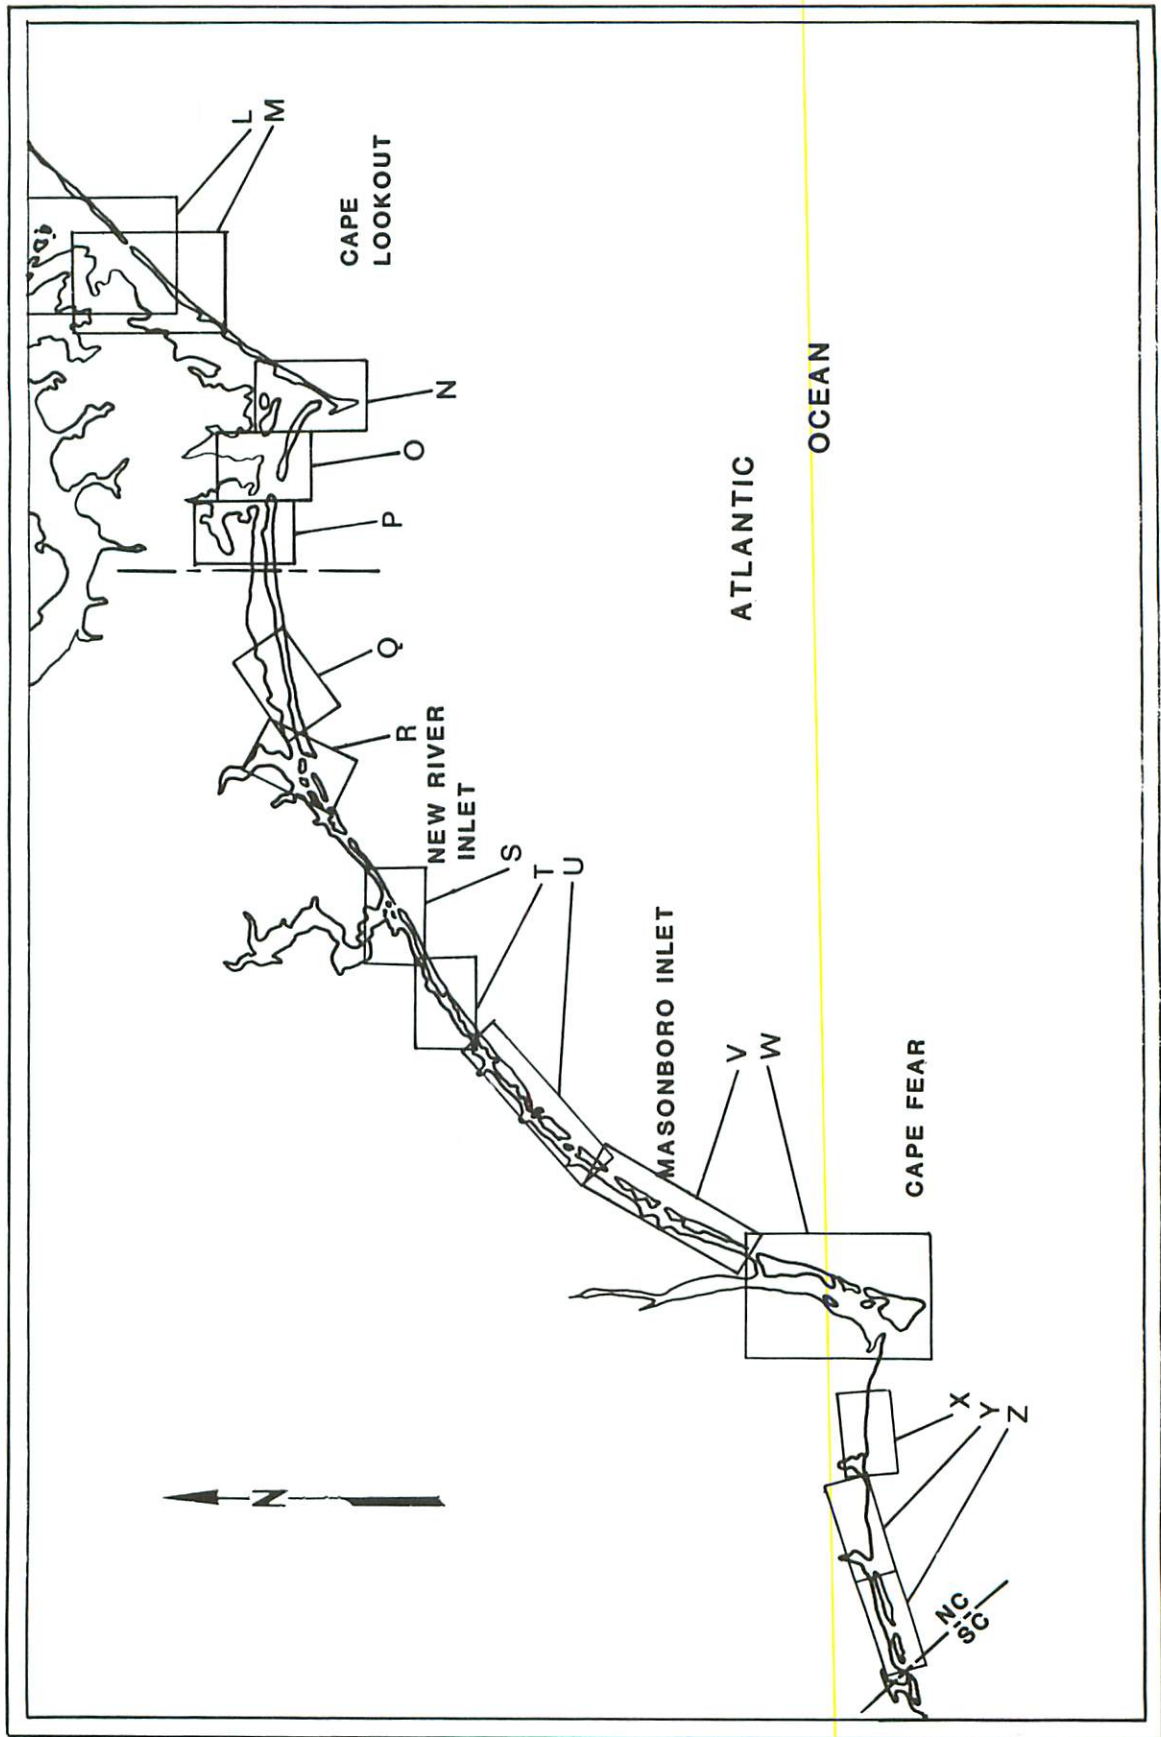 L
M
CAPE
LOOKOUT
N
O
P
Q
R
NEW RIVER
INLET
S
T
U
ATLANTIC
OCEAN
MASONBORO INLET
V
W
CAPE FEAR
X
Y
Z
N
NC
SC